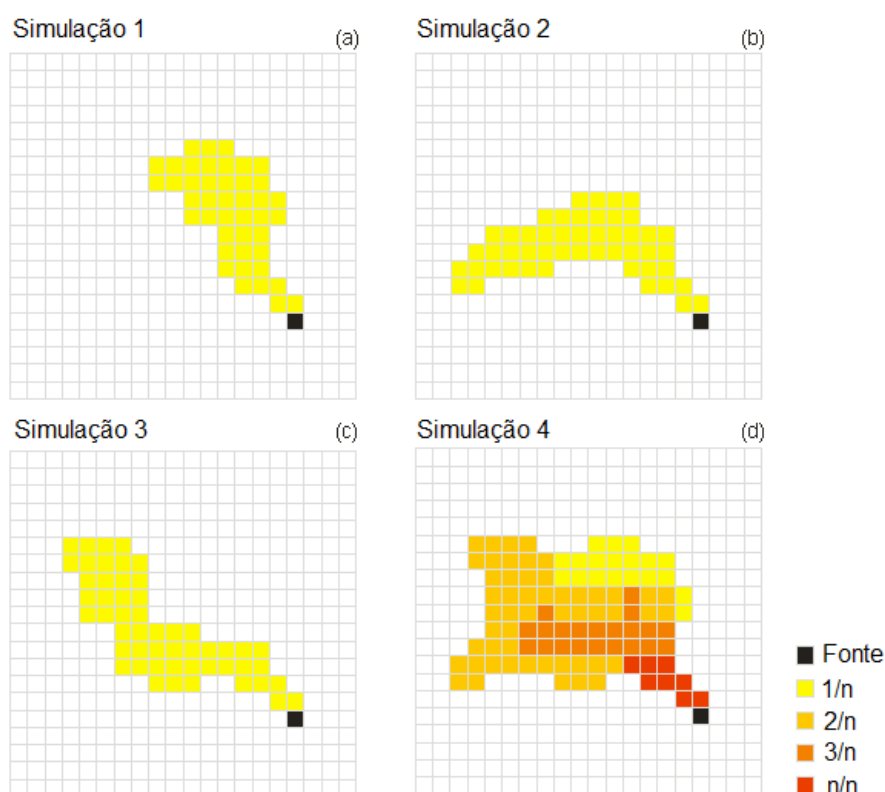 Simulação 1 (a)
Simulação 2 (b)
Simulação 3 (c)
Simulação 4 (d)
Fonte
1/n
2/n
3/n
n/n